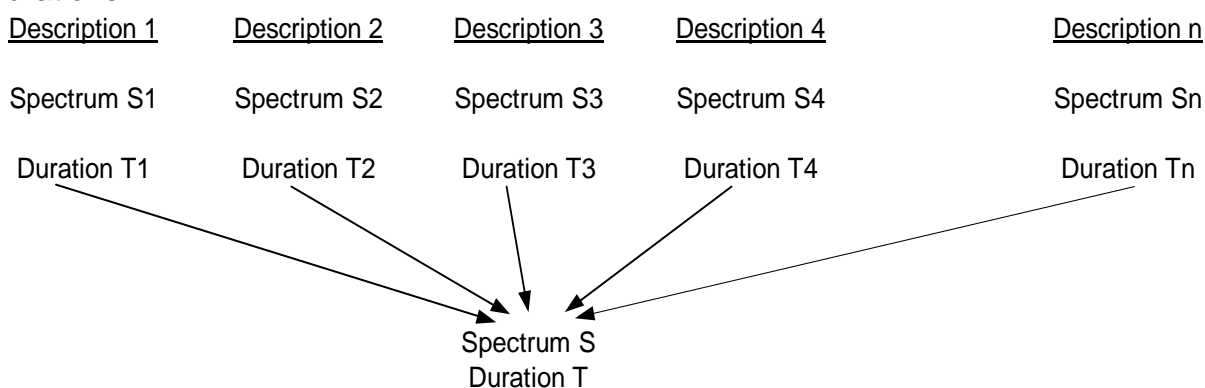 Description 1 Description 2 Description 3 Description 4 Description n
Spectrum S1 Spectrum S2 Spectrum S3 Spectrum S4 Spectrum Sn
Duration T1 Duration T2 Duration T3 Duration T4 Duration Tn
Spectrum S
Duration T